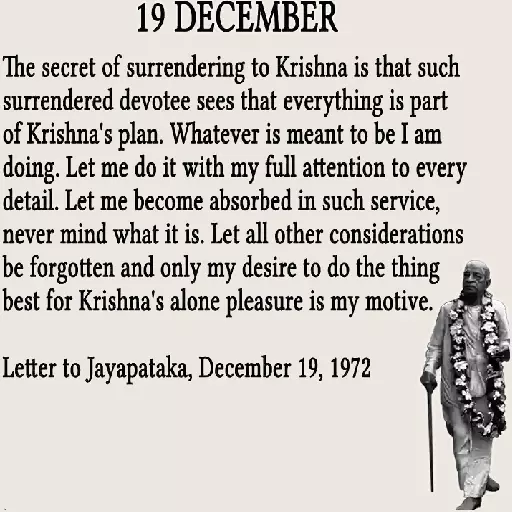 19 DECEMBER
The secret of surrendering to Krishna is that such
surrendered devotee sees that everything is part
of Krishna's plan. Whatever is meant to be I am
doing. Let me do it with my full attention to every
detail. Let me become absorbed in such service,
never mind what it is. Let all other considerations
be forgotten and only my desire to do the thing
best for Krishna's alone pleasure is my motive.
Letter to Jayapataka, December 19, 1972